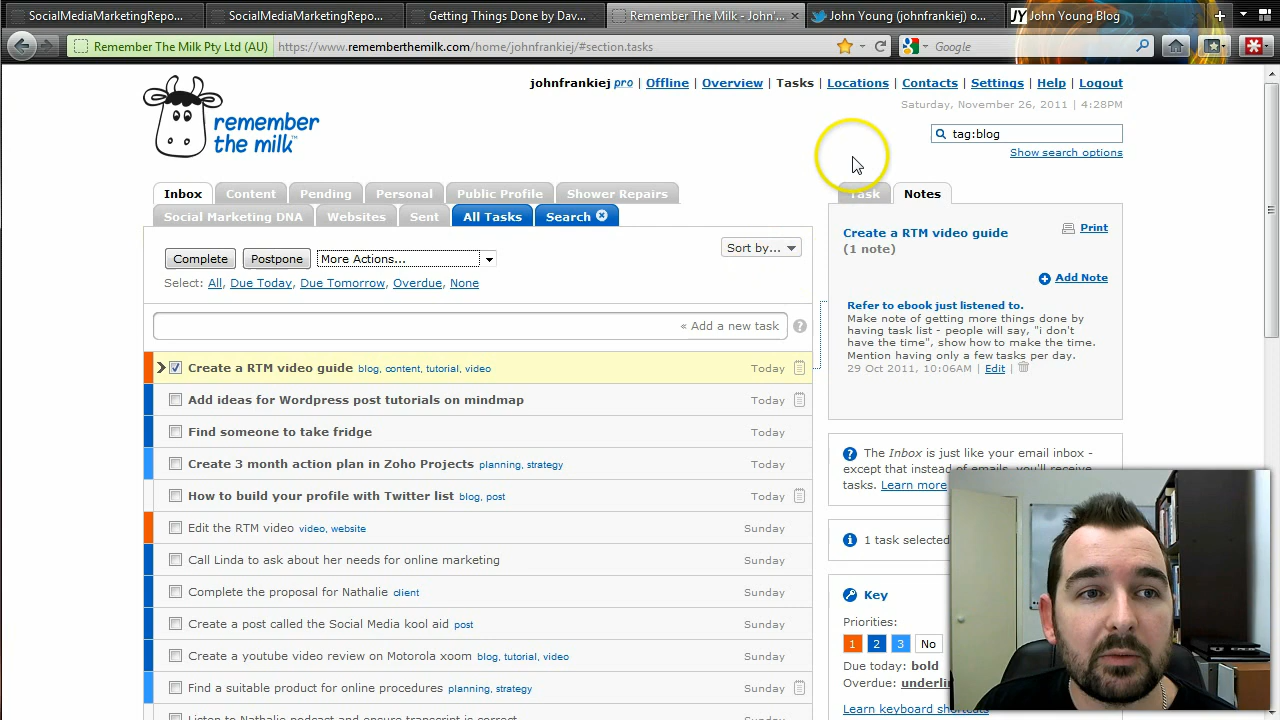 SocialMediaMarketingRepo...
SocialMediaMarketingRepo...
Getting Things Done by Dav...
Remember The Milk - John'...
John Young (johnfrankiej) o...
JY John Young Blog
Remember The Milk Pty Ltd (AU)
https://www.rememberthemilk.com/home/johnfrankiej/#section.tasks
Google
johnfrankiej pro | Offline | Overview | Tasks | Locations | Contacts | Settings | Help | Logout
Saturday, November 26, 2011 | 4:28PM
remember
the milk
tag:blog
Show search options
Inbox Content Pending Personal Public Profile Shower Repairs
Social Marketing DNA Websites Sent All Tasks Search
Complete Postpone More Actions... Sort by...
Select: All, Due Today, Due Tomorrow, Overdue, None
« Add a new task ?
Create a RTM video guide blog, content, tutorial, video Today
Add ideas for Wordpress post tutorials on mindmap Today
Find someone to take fridge Today
Create 3 month action plan in Zoho Projects planning, strategy Today
How to build your profile with Twitter list blog, post Today
Edit the RTM video video, website Sunday
Call Linda to ask about her needs for online marketing Sunday
Complete the proposal for Nathalie client Sunday
Create a post called the Social Media kool aid post Sunday
Create a youtube video review on Motorola xoom blog, tutorial, video Sunday
Find a suitable product for online procedures planning, strategy Sunday
Listen to Nathalie podcast and ensure transcript is correct Sunday
Task Notes
Create a RTM video guide
(1 note)
Print
Add Note
Refer to ebook just listened to.
Make note of getting more things done by
having task list - people will say, "i don't
have the time", show how to make the time.
Mention having only a few tasks per day.
29 Oct 2011, 10:06AM | Edit |
The Inbox is just like your email inbox -
except that instead of emails, you'll receive
tasks. Learn more
1 task selected
Key
Priorities:
1 2 3 No
Due today: bold
Overdue: underlin
Learn keyboard shortcuts